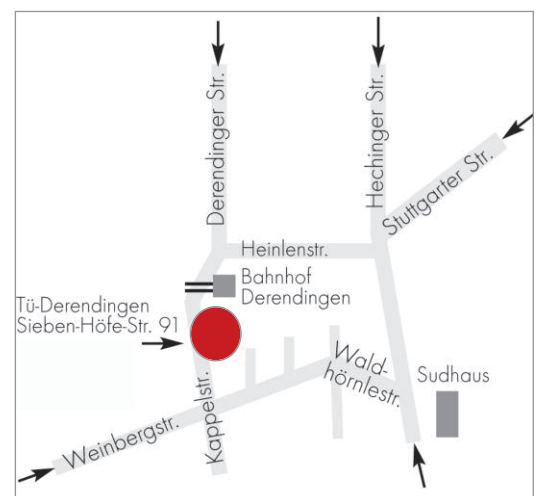 Derendinger Str.
Hechinger Str.
Stuttgarter Str.
Heinlenstr.
Bahnhof
Derendingen
Tü-Derendingen
Sieben-Höfe-Str. 91
Wald-
hörnlestr.
Sudhaus
Kappelstr.
Weinbergstr.